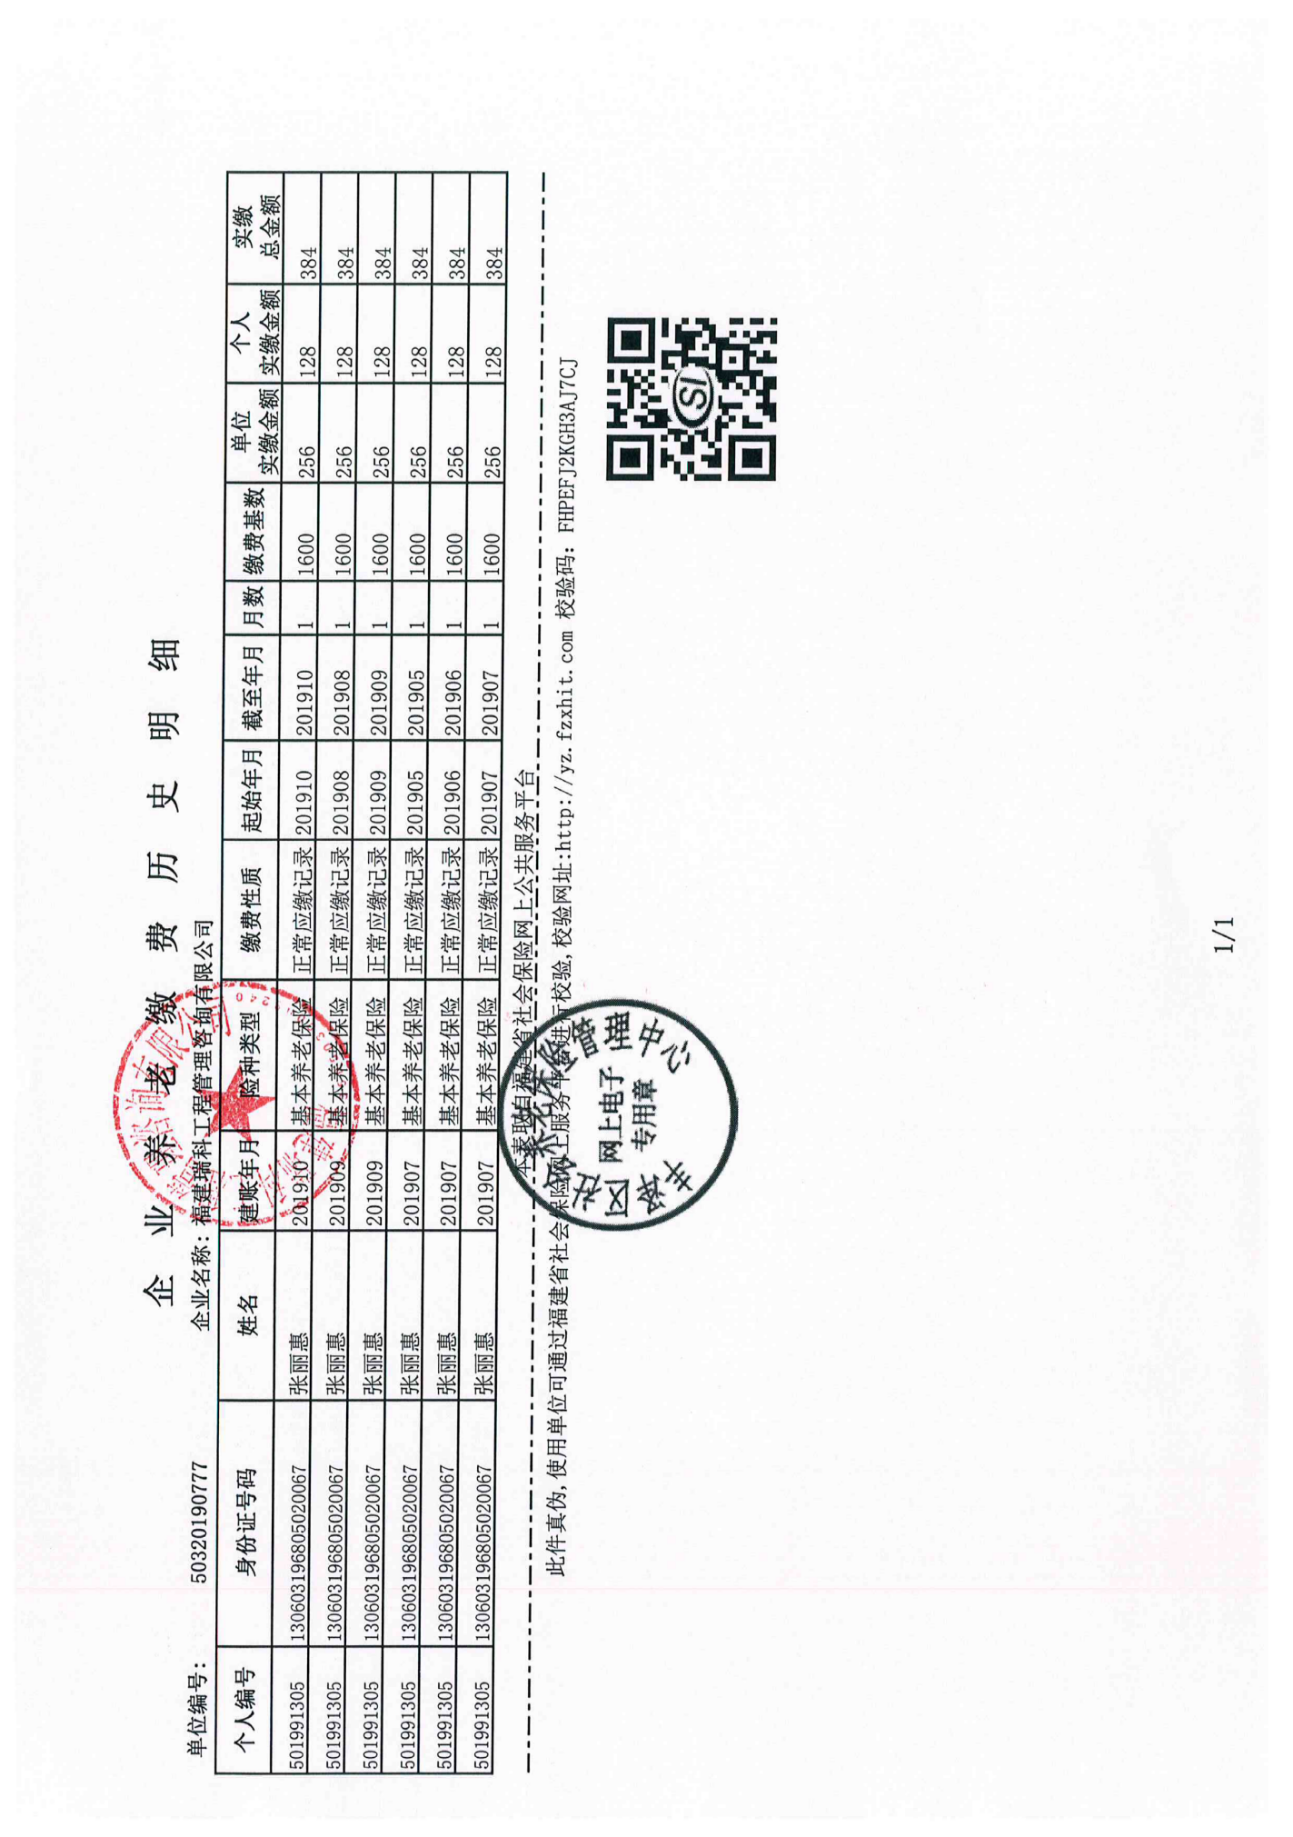 企业养老缴费历史明细
单位编号: 50320190777 企业名称: 福建瑞科工程管理咨询有限公司
个人编号 身份证号码 姓名 建账年月 险种类型 缴费性质 起始年月 截至年月 月数 缴费基数 单位实缴金额 个人实缴金额 实缴总金额
501991305 130603196805020067 张丽惠 201910 基本养老保险 正常应缴记录 201910 201910 1 1600 256 128 384
501991305 130603196805020067 张丽惠 201909 基本养老保险 正常应缴记录 201908 201908 1 1600 256 128 384
501991305 130603196805020067 张丽惠 201909 基本养老保险 正常应缴记录 201909 201909 1 1600 256 128 384
501991305 130603196805020067 张丽惠 201907 基本养老保险 正常应缴记录 201905 201905 1 1600 256 128 384
501991305 130603196805020067 张丽惠 201907 基本养老保险 正常应缴记录 201906 201906 1 1600 256 128 384
501991305 130603196805020067 张丽惠 201907 基本养老保险 正常应缴记录 201907 201907 1 1600 256 128 384
本表取自福建省社会保险网上公共服务平台
此件真伪,使用单位可通过福建省社会保险网上服务平台进行校验,校验网址:http://yz.fzxhit.com 校验码: FHPEFJ2KGH3AJ7CJ
网上电子
专用章
SI
1/1